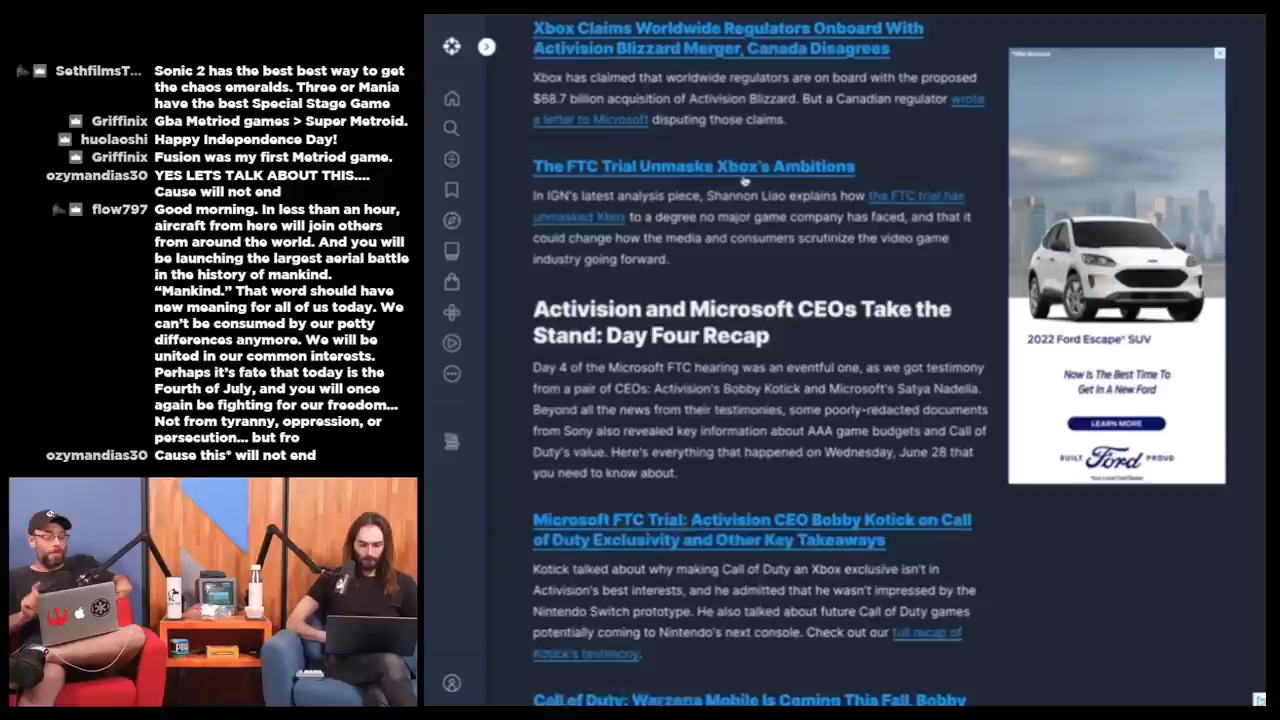 SethfilmsT... Sonic 2 has the best best way to get
the chaos emeralds. Three or Mania
have the best Special Stage Game
Griffinix Gba Metriod games > Super Metroid.
huolaoshi Happy Independence Day!
Griffinix Fusion was my first Metriod game.
ozymandias30 YES LETS TALK ABOUT THIS....
Cause will not end
flow797 Good morning. In less than an hour,
aircraft from here will join others
from around the world. And you will
be launching the largest aerial battle
in the history of mankind.
“Mankind.” That word should have
new meaning for all of us today. We
can’t be consumed by our petty
differences anymore. We will be
united in our common interests.
Perhaps it’s fate that today is the
Fourth of July, and you will once
again be fighting for our freedom...
Not from tyranny, oppression, or
persecution... but fro
ozymandias30 Cause this* will not end
Xbox Claims Worldwide Regulators Onboard With
Activision Blizzard Merger, Canada Disagrees
Xbox has claimed that worldwide regulators are on board with the proposed
$68.7 billion acquisition of Activision Blizzard. But a Canadian regulator wrote
a letter to Microsoft disputing those claims.
The FTC Trial Unmasks Xbox's Ambitions
In IGN's latest analysis piece, Shannon Liao explains how the FTC trial has
unmasked Xbox to a degree no major game company has faced, and that it
could change how the media and consumers scrutinize the video game
industry going forward.
Activision and Microsoft CEOs Take the
Stand: Day Four Recap
Day 4 of the Microsoft FTC hearing was an eventful one, as we got testimony
from a pair of CEOs: Activision's Bobby Kotick and Microsoft's Satya Nadella.
Beyond all the news from their testimonies, some poorly-redacted documents
from Sony also revealed key information about AAA game budgets and Call of
Duty's value. Here's everything that happened on Wednesday, June 28 that
you need to know about.
Microsoft FTC Trial: Activision CEO Bobby Kotick on Call
of Duty Exclusivity and Other Key Takeaways
Kotick talked about why making Call of Duty an Xbox exclusive isn't in
Activision's best interests, and he admitted that he wasn't impressed by the
Nintendo Switch prototype. He also talked about future Call of Duty games
potentially coming to Nintendo's next console. Check out our full recap of
Kotick's testimony.
Call of Duty: Warzone Mobile Is Coming This Fall, Bobby
2022 Ford Escape® SUV
Now Is The Best Time To
Get In A New Ford
LEARN MORE
BUILT Ford PROUD